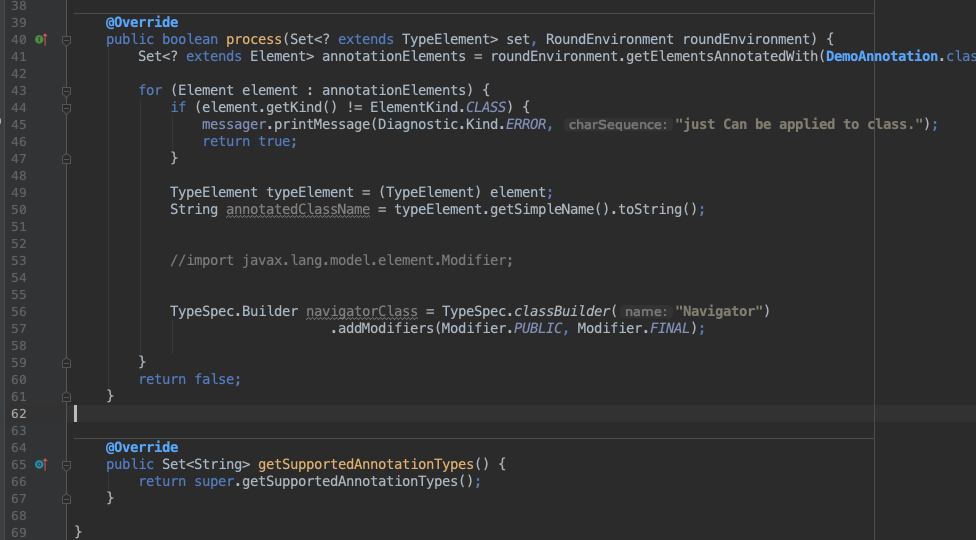 38
39 @Override
40 public boolean process(Set<? extends TypeElement> set, RoundEnvironment roundEnvironment) {
41 Set<? extends Element> annotationElements = roundEnvironment.getElementsAnnotatedWith(DemoAnnotation.clas
42
43 for (Element element : annotationElements) {
44 if (element.getKind() != ElementKind.CLASS) {
45 messager.printMessage(Diagnostic.Kind.ERROR, charSequence: "just Can be applied to class.");
46 return true;
47 }
48
49 TypeElement typeElement = (TypeElement) element;
50 String annotatedClassName = typeElement.getSimpleName().toString();
51
52
53 //import javax.lang.model.element.Modifier;
54
55
56 TypeSpec.Builder navigatorClass = TypeSpec.classBuilder( name: "Navigator")
57 .addModifiers(Modifier.PUBLIC, Modifier.FINAL);
58
59 }
60 return false;
61 }
62
63
64 @Override
65 public Set<String> getSupportedAnnotationTypes() {
66 return super.getSupportedAnnotationTypes();
67 }
68
69 }